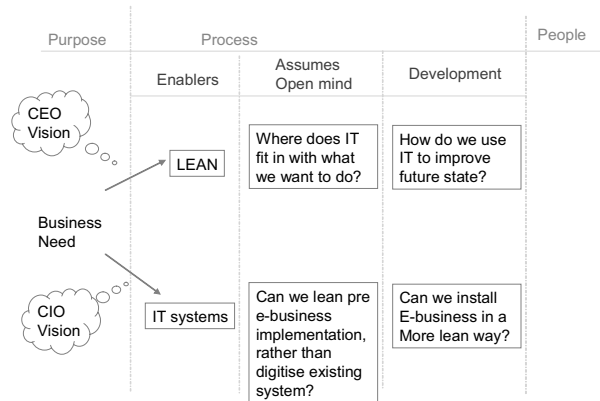 Purpose
Process
People
Enablers
Assumes
Open mind
Development
CEO
Vision
LEAN
Where does IT
fit in with what
we want to do?
How do we use
IT to improve
future state?
Business
Need
CIO
Vision
IT systems
Can we lean pre
e-business
implementation,
rather than
digitise existing
system?
Can we install
E-business in a
More lean way?